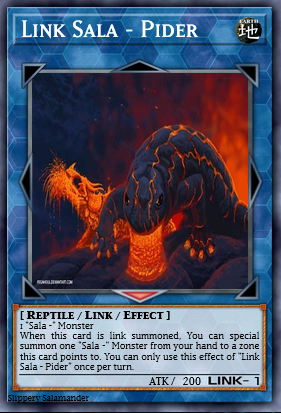 LINK SALA - PIDER
EARTH
地
[ REPTILE / LINK / EFFECT ]
1 "Sala -" Monster
When this card is link summoned, You can special
summon one "Sala -" Monster from your hand to a zone
this card points to. You can only use this effect of "Link
Sala - Pider" once per turn.
ATK / 200 LINK-1
Slippery Salamander